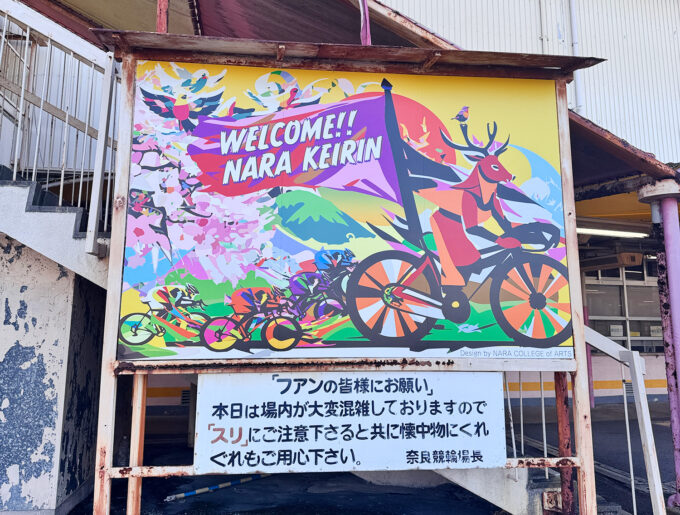 WELCOME!!
NARA KEIRIN
Design by NARA COLLEGE of ARTS
「フアンの皆様にお願い」
本日は場内が大変混雑しておりますので
「スリ」にご注意下さると共に懐中物にくれ
ぐれもご用心下さい。 奈良競輪場長